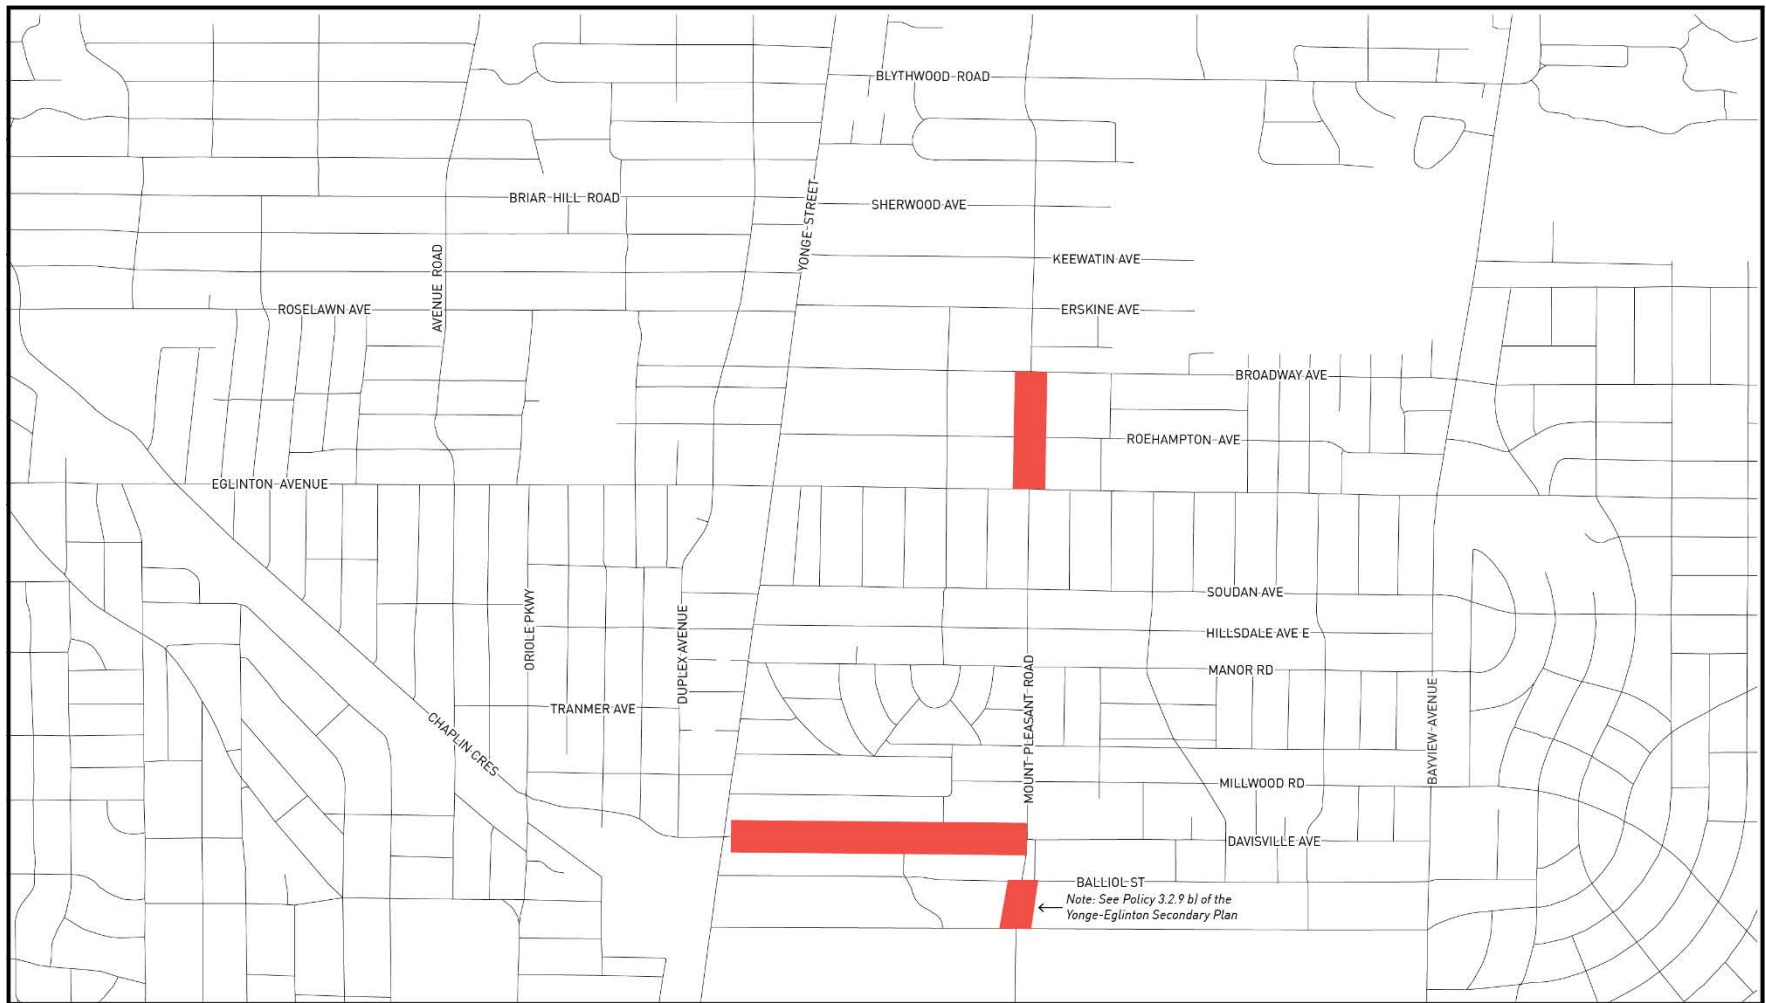 BLYTHWOOD ROAD
BRIAR HILL ROAD
SHERWOOD AVE
YONGE STREET
KEEWATIN AVE
AVENUE ROAD
ROSELAWN AVE
ERSKINE AVE
BROADWAY AVE
ROEHAMPTON AVE
EGLINTON AVENUE
SOUDAN AVE
ORIOLE PKWY
DUPLEX AVENUE
HILLSDALE AVE E
MANOR RD
MOUNT PLEASANT ROAD
BAYVIEW AVENUE
TRANMER AVE
CHAPLIN CRES
MILLWOOD RD
DAVISVILLE AVE
BALLIOL ST
Note: See Policy 3.2.9 b) of the
Yonge-Eglinton Secondary Plan